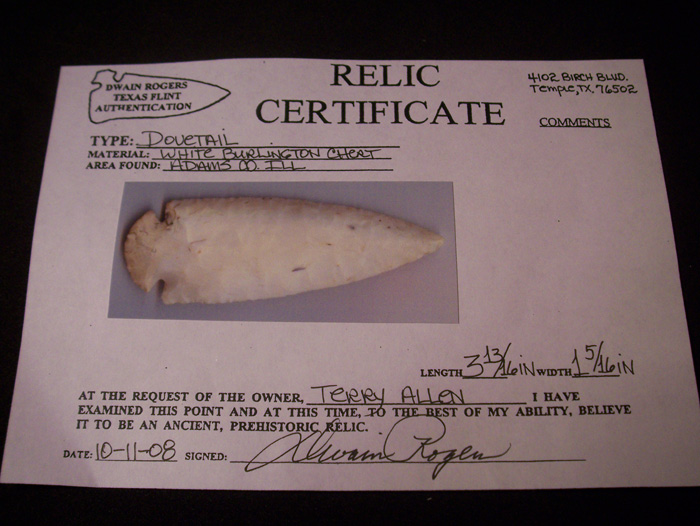 DWAIN ROGERS
TEXAS FLINT
AUTHENTICATION
RELIC
CERTIFICATE
4102 BIRCH BLVD.
Temple, TX. 76502
COMMENTS
TYPE: DOVETAIL
MATERIAL: WHITE BURLINGTON CHERT
AREA FOUND: ADAMS CO. ILL
LENGTH 3 13/16 IN WIDTH 1 5/16 IN
AT THE REQUEST OF THE OWNER, TERRY ALLEN I HAVE
EXAMINED THIS POINT AND AT THIS TIME, TO THE BEST OF MY ABILITY, BELIEVE
IT TO BE AN ANCIENT, PREHISTORIC RELIC.
DATE: 10-11-08 SIGNED: Dwain Rogers